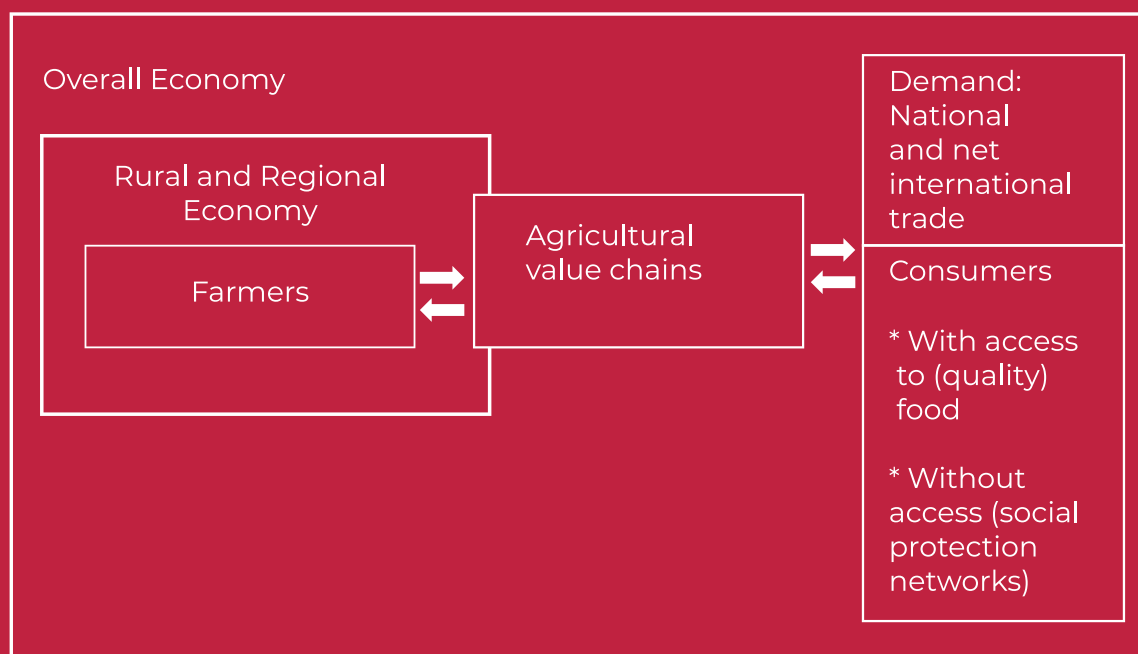 Overall Economy
Rural and Regional
Economy
Farmers
Agricultural
value chains
Demand:
National
and net
international
trade
Consumers
* With access
to (quality)
food
* Without
access (social
protection
networks)